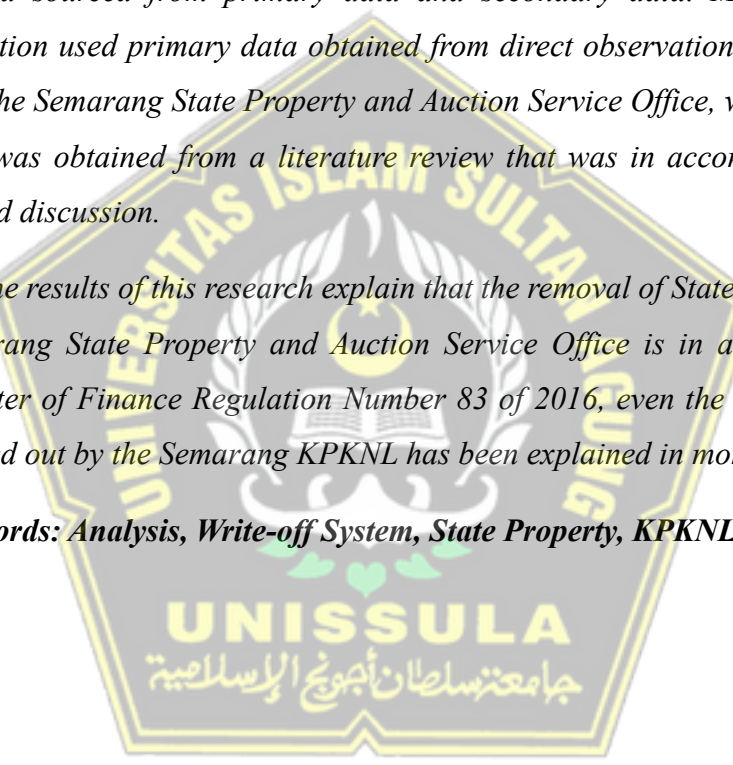 a sourced from primary data and secondary data.
tion used primary data obtained from direct observation
he Semarang State Property and Auction Service Office, w
was obtained from a literature review that was in accor
d discussion.
he results of this research explain that the removal of State
rang State Property and Auction Service Office is in a
ter of Finance Regulation Number 83 of 2016, even the
d out by the Semarang KPKNL has been explained in mor
ords: Analysis, Write-off System, State Property, KPKNL
UNIVERSITAS ISLAM SULTAN AGUNG
UNISSULA
جامعة سلطان أجونج الإسلامية